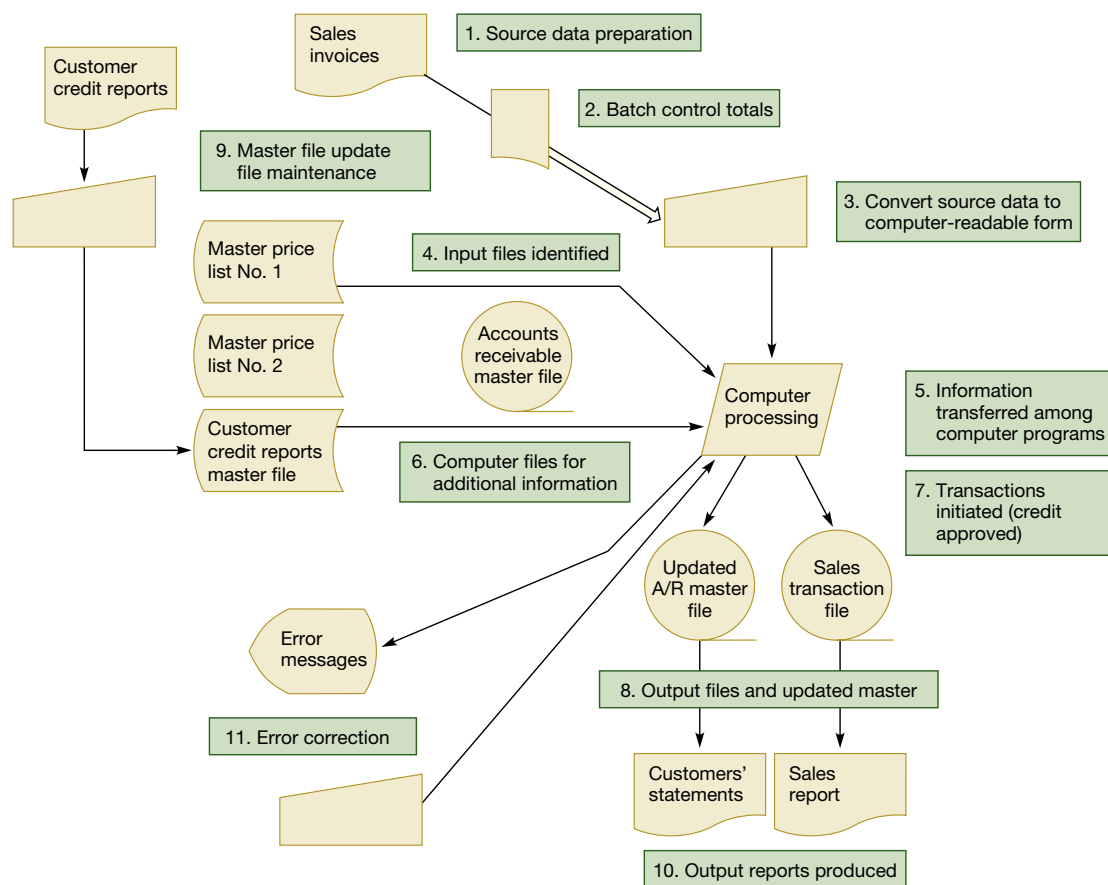 Sales
invoices
1. Source data preparation
Customer
credit reports
2. Batch control totals
9. Master file update
file maintenance
3. Convert source data to
computer-readable form
Master price
list No. 1
4. Input files identified
Master price
list No. 2
Accounts
receivable
master file
Computer
processing
5. Information
transferred among
computer programs
Customer
credit reports
master file
6. Computer files for
additional information
7. Transactions
initiated (credit
approved)
Updated
A/R master
file
Sales
transaction
file
Error
messages
8. Output files and updated master
11. Error correction
Customers’
statements
Sales
report
10. Output reports produced